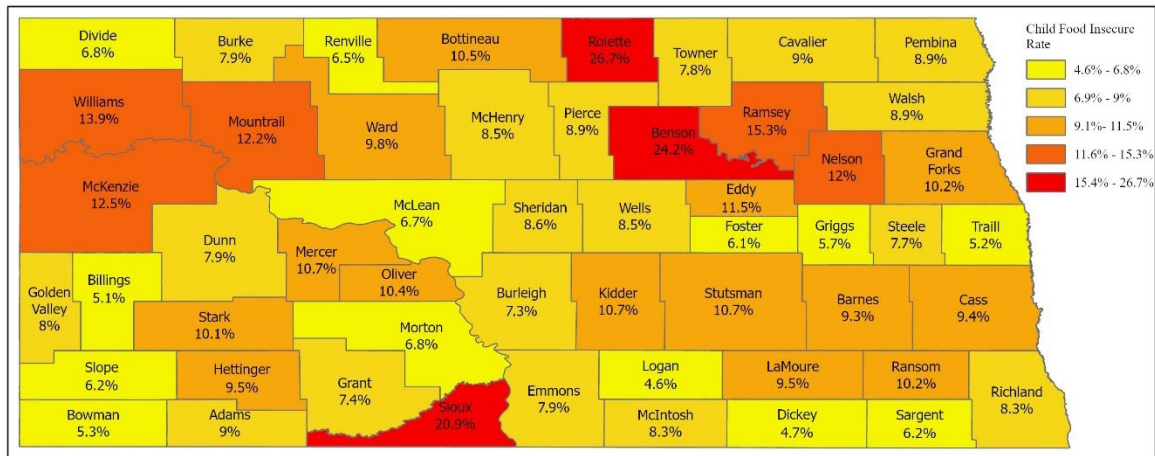 Divide
6.8%
Burke
7.9%
Renville
6.5%
Bottineau
10.5%
Rolette
26.7%
Towner
7.8%
Cavalier
9%
Pembina
8.9%
Williams
13.9%
Mountrail
12.2%
Ward
9.8%
McHenry
8.5%
Pierce
8.9%
Benson
24.2%
Ramsey
15.3%
Walsh
8.9%
Nelson
12%
Grand
Forks
10.2%
McKenzie
12.5%
Dunn
7.9%
McLean
6.7%
Sheridan
8.6%
Wells
8.5%
Eddy
11.5%
Foster
6.1%
Griggs
5.7%
Steele
7.7%
Traill
5.2%
Golden
Valley
8%
Billings
5.1%
Mercer
10.7%
Oliver
10.4%
Stark
10.1%
Morton
6.8%
Burleigh
7.3%
Kidder
10.7%
Stutsman
10.7%
Barnes
9.3%
Cass
9.4%
Slope
6.2%
Hettinger
9.5%
Grant
7.4%
Sioux
20.9%
Emmons
7.9%
Logan
4.6%
LaMoure
9.5%
Ransom
10.2%
Richland
8.3%
Bowman
5.3%
Adams
9%
McIntosh
8.3%
Dickey
4.7%
Sargent
6.2%
Child Food Insecure
Rate
4.6% - 6.8%
6.9% - 9%
9.1%- 11.5%
11.6% - 15.3%
15.4% - 26.7%